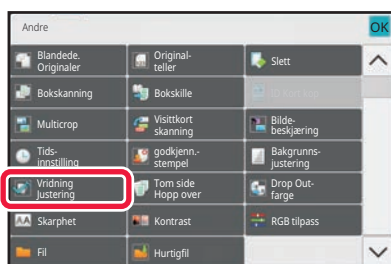 Andre
OK
Blandede.
Originaler
Original-
teller
Slett
Bokskanning
Bokskille
Multicrop
Visittkort
skanning
Bilde-
beskjæring
Tids-
innstilling
godkjenn.-
stempel
Bakgrunns-
justering
Vridning
Justering
Tom side
Hopp over
Drop Out-
farge
Skarphet
Kontrast
RGB tilpass
Fil
Hurtigfil